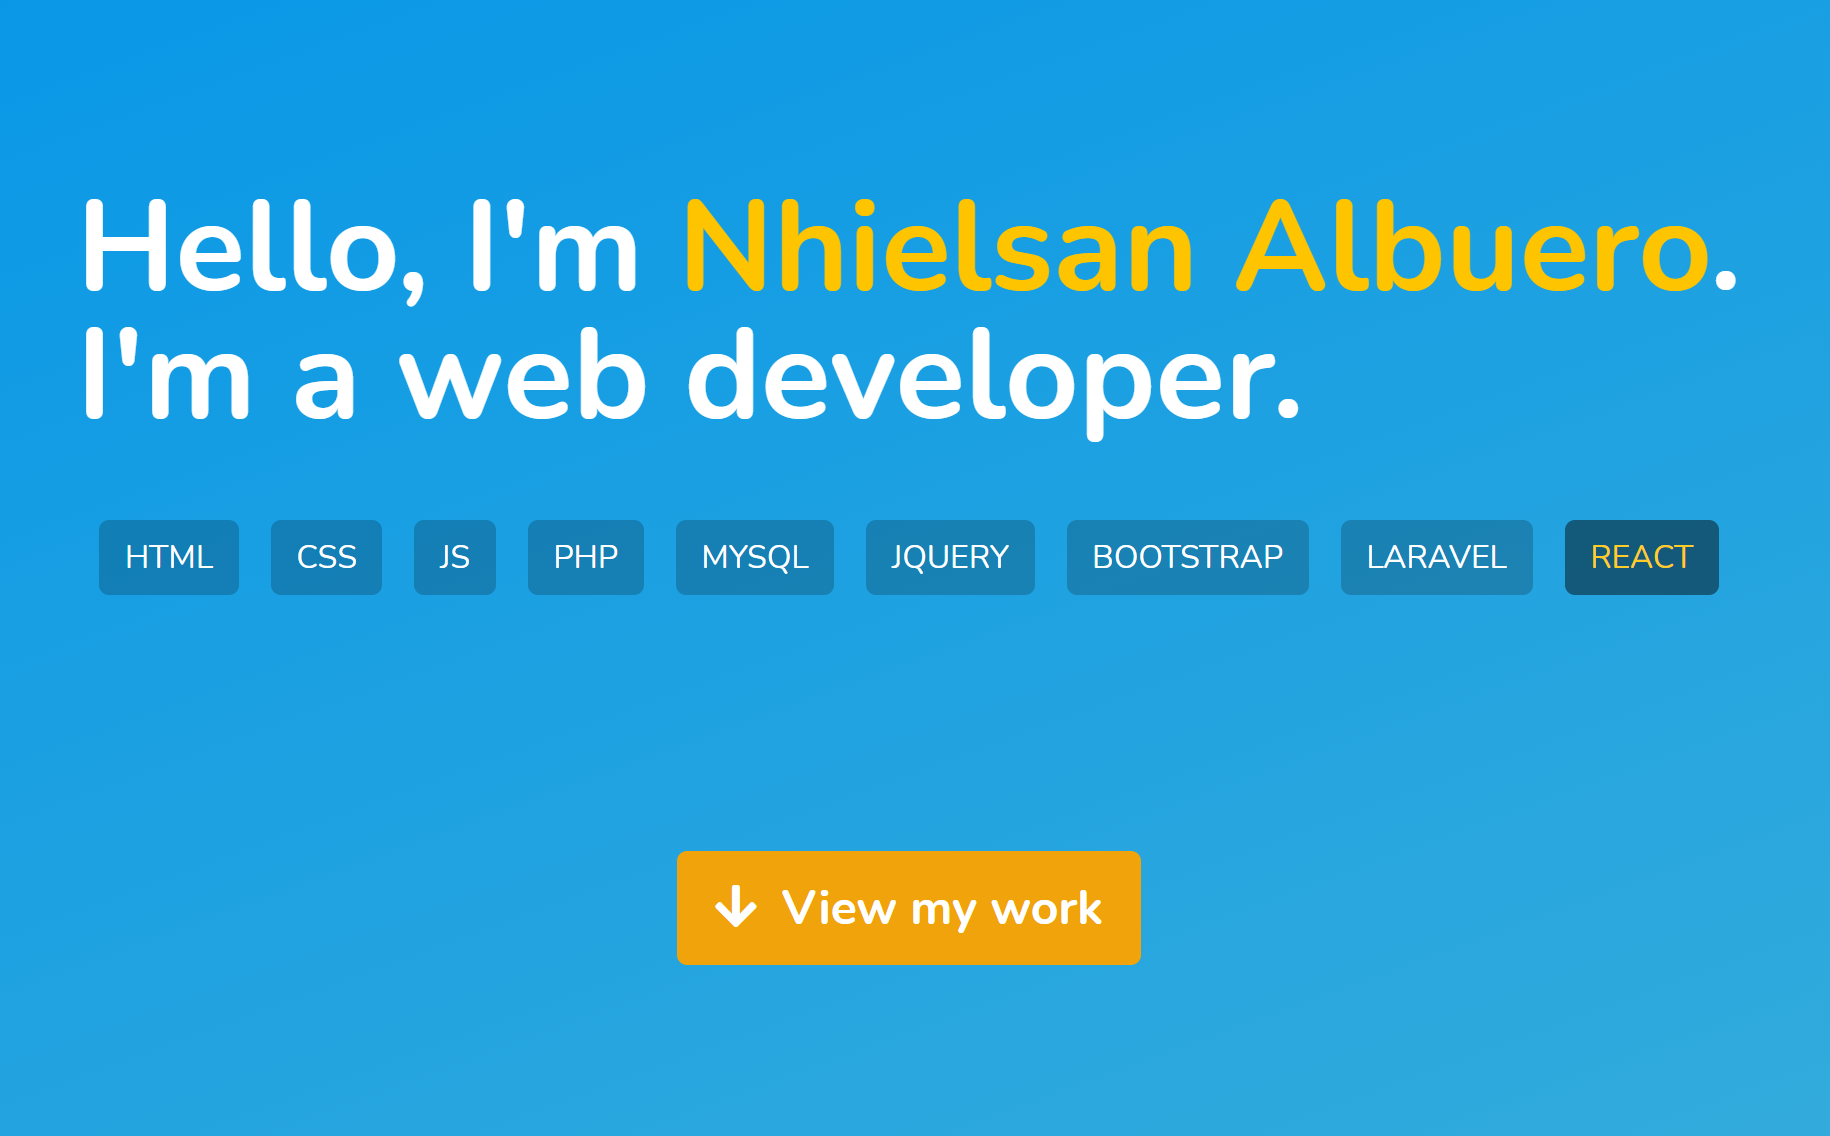 Hello, I'm Nhielsan Albuero.
I'm a web developer.
HTML CSS JS PHP MYSQL JQUERY BOOTSTRAP LARAVEL REACT
View my work